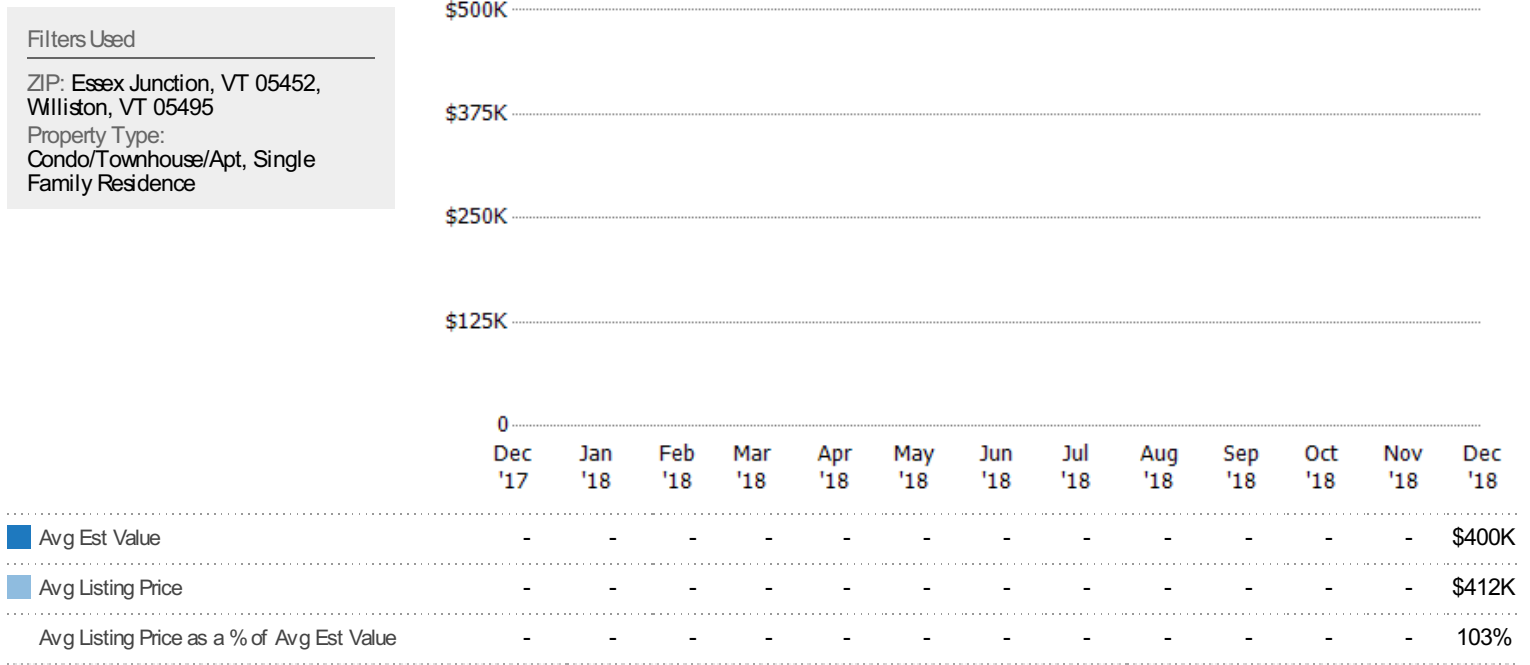 Filters Used
ZIP: Essex Junction, VT 05452,
Williston, VT 05495
Property Type:
Condo/Townhouse/Apt, Single
Family Residence
$500K
$375K
$250K
$125K
0
Dec Jan Feb Mar Apr May Jun Jul Aug Sep Oct Nov Dec
'17 '18 '18 '18 '18 '18 '18 '18 '18 '18 '18 '18 '18
Avg Est Value - - - - - - - - - - - - $400K
Avg Listing Price - - - - - - - - - - - - $412K
Avg Listing Price as a % of Avg Est Value - - - - - - - - - - - - 103%